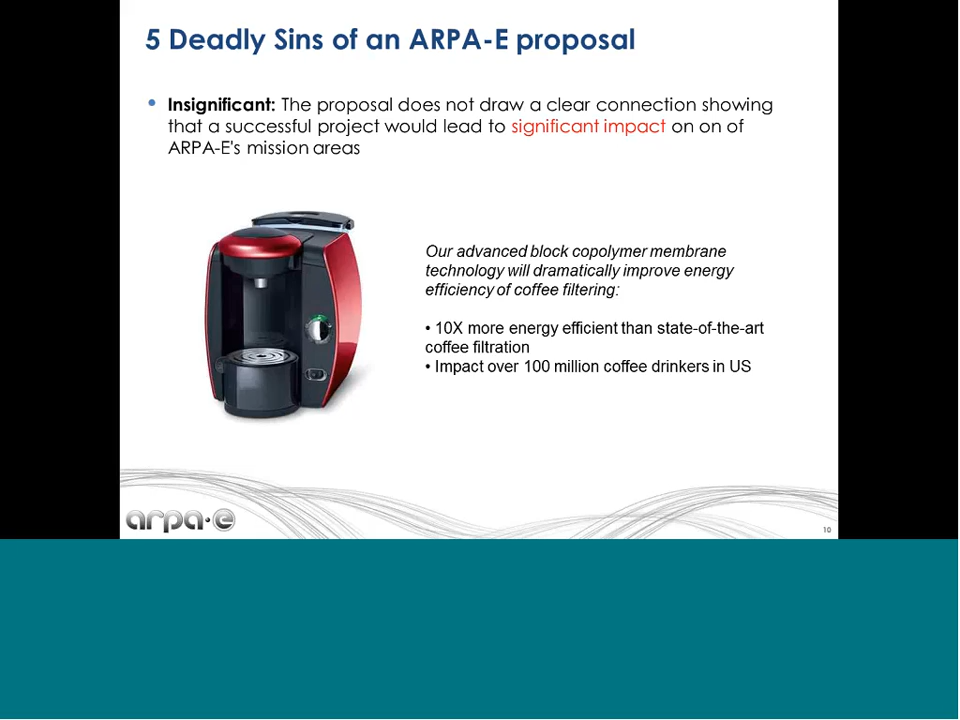 5 Deadly Sins of an ARPA-E proposal
• Insignificant: The proposal does not draw a clear connection showing
that a successful project would lead to significant impact on on of
ARPA-E's mission areas
Our advanced block copolymer membrane
technology will dramatically improve energy
efficiency of coffee filtering:
• 10X more energy efficient than state-of-the-art
coffee filtration
• Impact over 100 million coffee drinkers in US
arpa·e
10